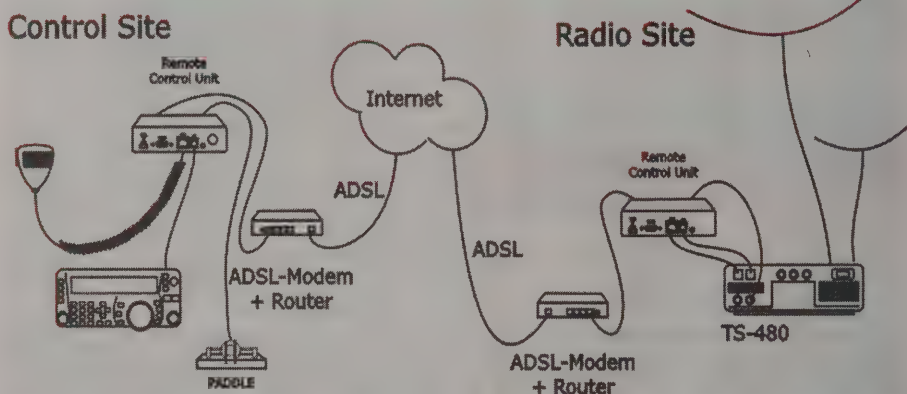 Control Site
Remote
Control Unit
Internet
ADSL
ADSL-Modem
+ Router
PADDLE
Radio Site
Remote
Control Unit
ADSL
ADSL-Modem
+ Router
TS-480